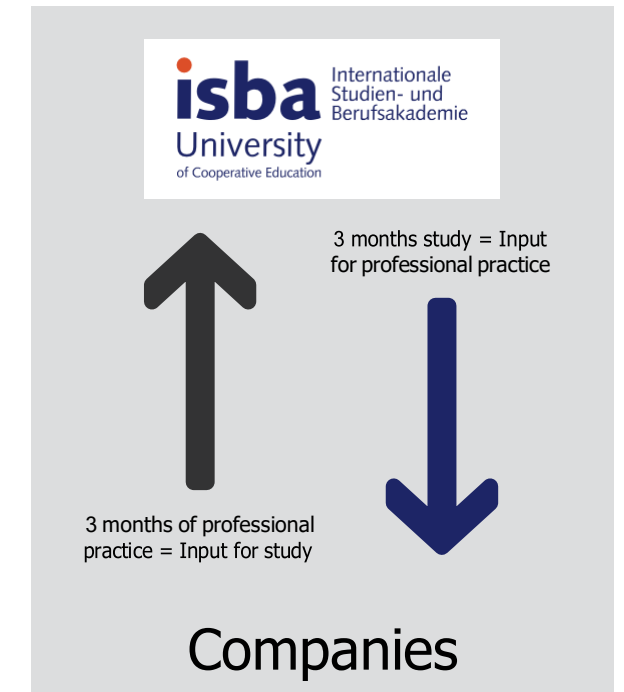 isba
Internationale
Studien- und
Berufsakademie
University
of Cooperative Education
3 months study = Input
for professional practice
3 months of professional
practice = Input for study
Companies